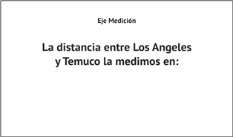 Eje Medición
La distancia entre Los Angeles
y Temuco la medimos en: